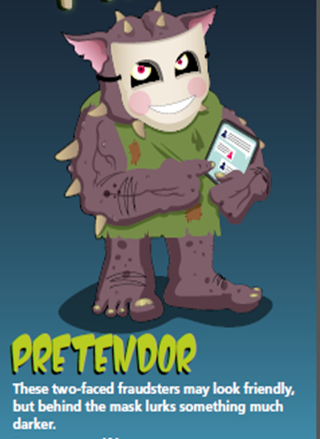 PRETENDOR
These two-faced fraudsters may look friendly,
but behind the mask lurks something much
darker.